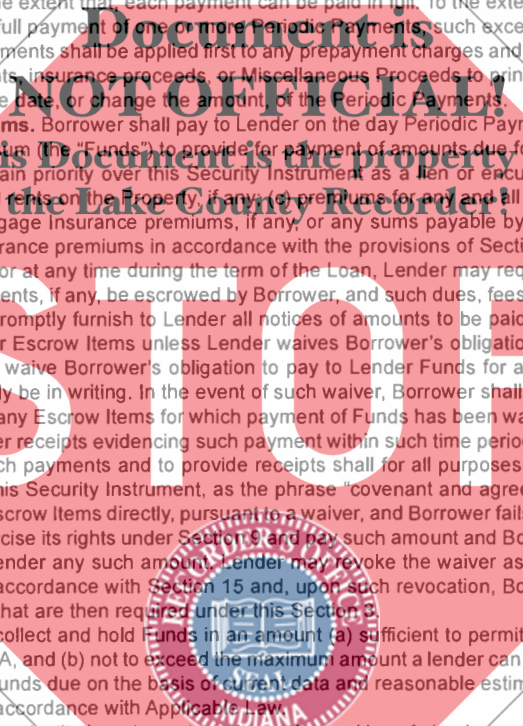 e extent that, each payment can be paid in full. To the exte
full payment of one or more Periodic Payments, such exce
ments shall be applied first to any prepayment charges and
ts, insurance proceeds, or Miscellaneous Proceeds to prin
e date, or change the amount, of the Periodic Payments.
ms. Borrower shall pay to Lender on the day Periodic Payn
um (the "Funds") to provide for payment of amounts due fo
ain priority over this Security Instrument as a lien or encu
rents on the Property, if any; (c) premiums for any and all
gage Insurance premiums, if any, or any sums payable by
rance premiums in accordance with the provisions of Secti
or at any time during the term of the Loan, Lender may req
ents, if any, be escrowed by Borrower, and such dues, fees
romptly furnish to Lender all notices of amounts to be paid
r Escrow Items unless Lender waives Borrower's obligatio
waive Borrower's obligation to pay to Lender Funds for a
ly be in writing. In the event of such waiver, Borrower shall
any Escrow Items for which payment of Funds has been wa
er receipts evidencing such payment within such time perio
ch payments and to provide receipts shall for all purposes
his Security Instrument, as the phrase "covenant and agree
scrow Items directly, pursuant to a waiver, and Borrower fails
cise its rights under Section 9 and pay such amount and Bo
ender any such amount. Lender may revoke the waiver as
accordance with Section 15 and, upon such revocation, Bo
that are then required under this Section 3.
collect and hold Funds in an amount (a) sufficient to permit
A, and (b) not to exceed the maximum amount a lender can
unds due on the basis of current data and reasonable estim
accordance with Applicable Law.
Document is
NOT OFFICIAL!
is Document is the property
the Lake County Recorder!
STOP
RECORDER'S OFFICE
SEAL
INDIANA